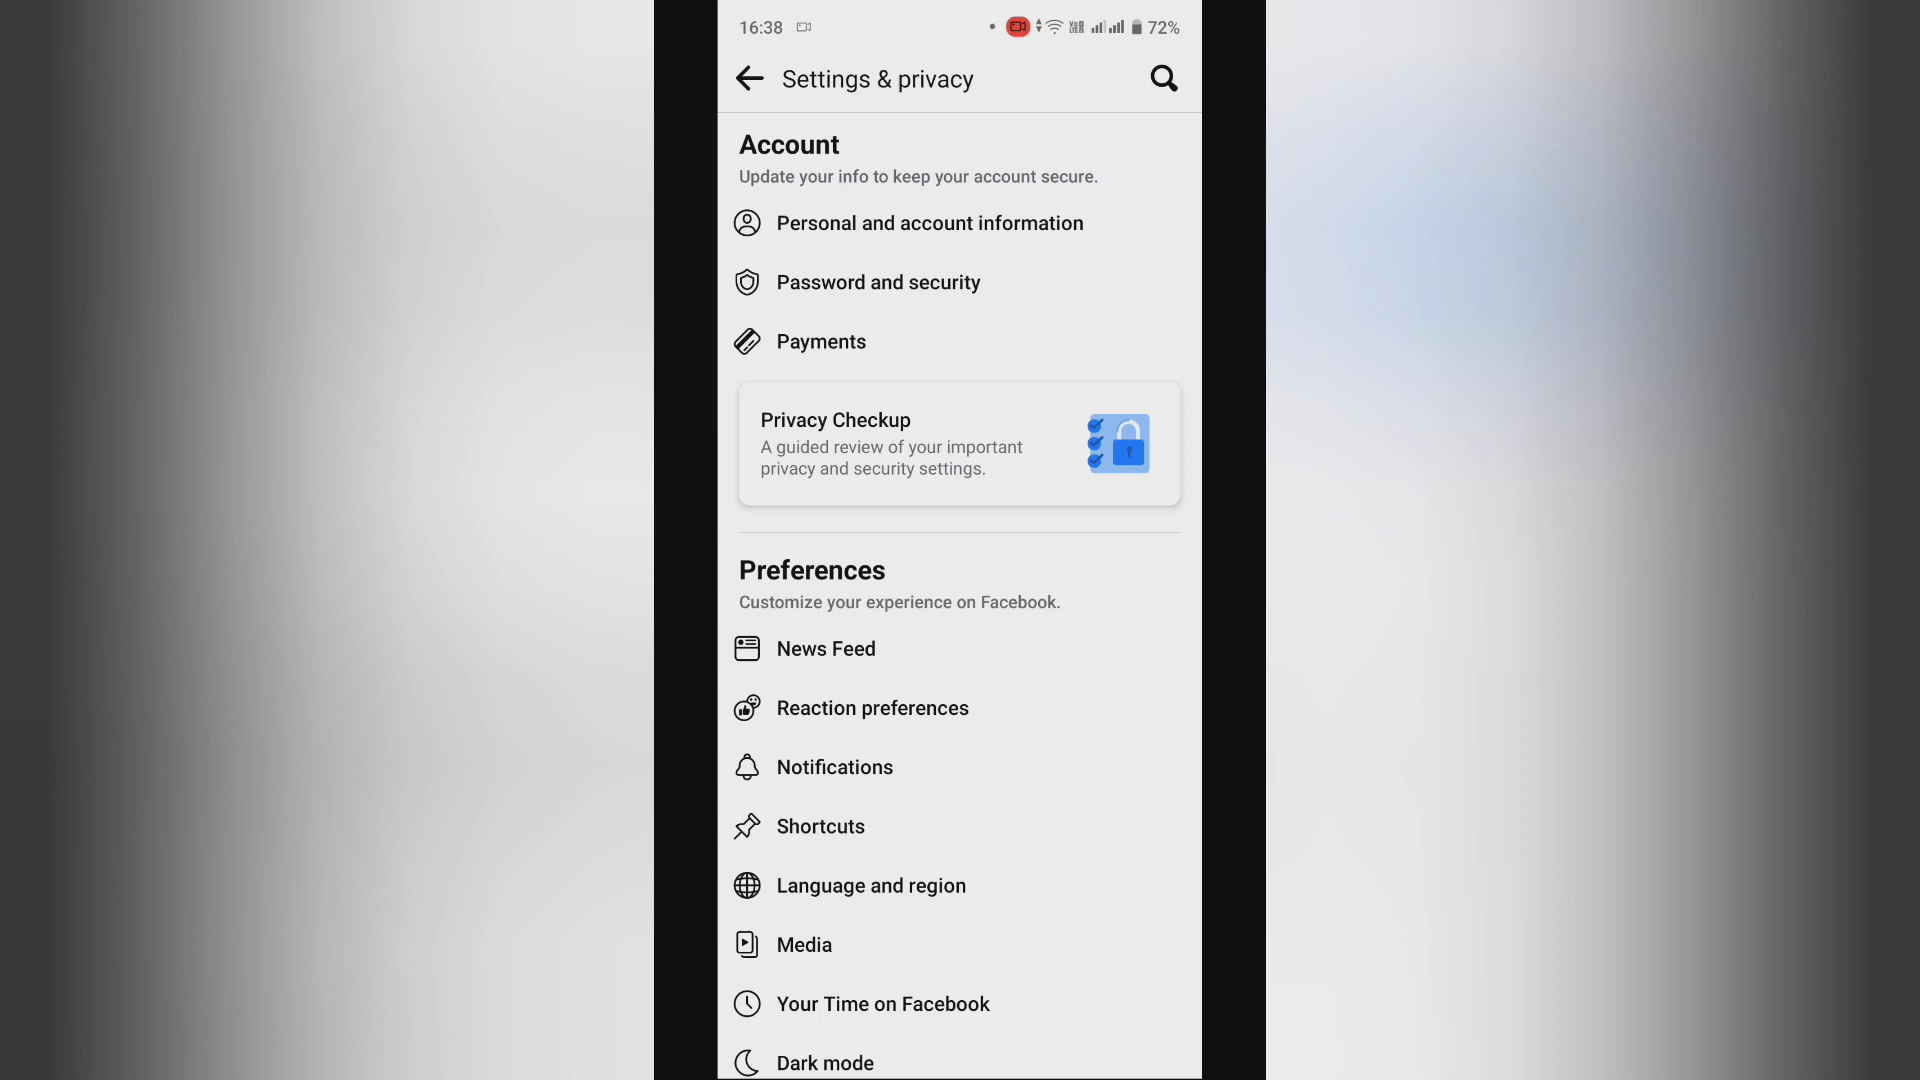 16:38
72%
Settings & privacy
Account
Update your info to keep your account secure.
Personal and account information
Password and security
Payments
Privacy Checkup
A guided review of your important
privacy and security settings.
Preferences
Customize your experience on Facebook.
News Feed
Reaction preferences
Notifications
Shortcuts
Language and region
Media
Your Time on Facebook
Dark mode